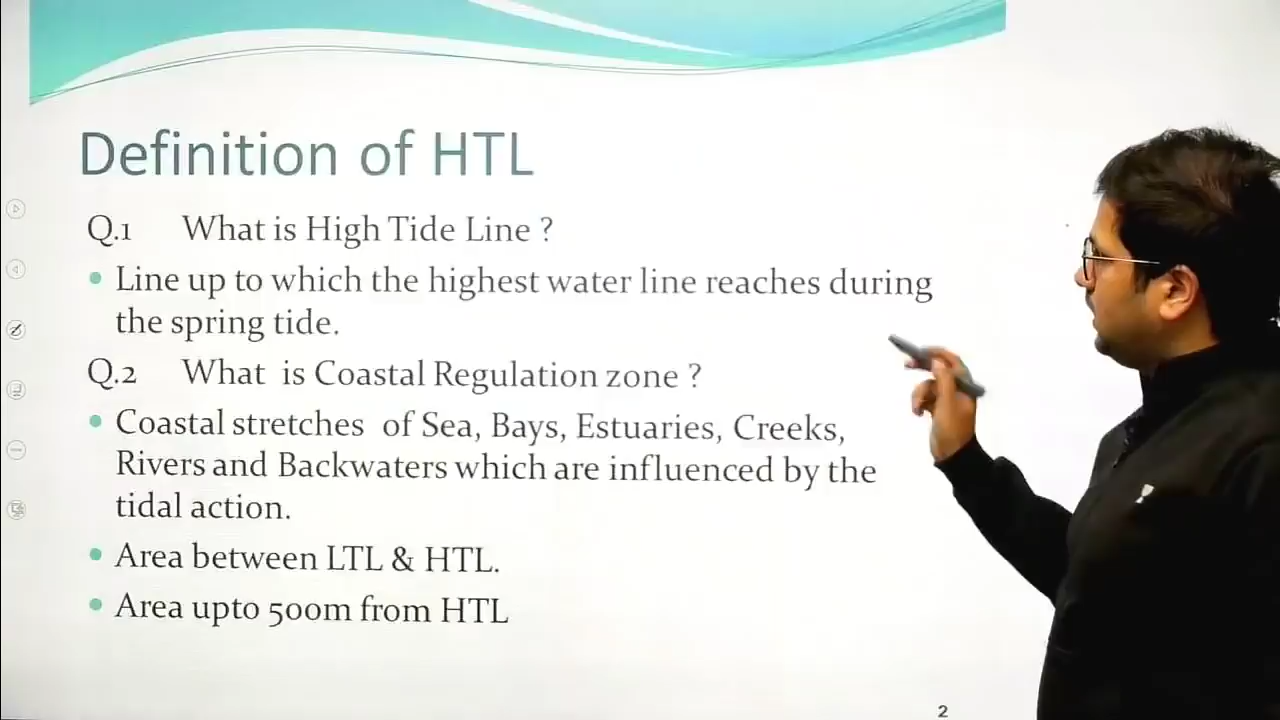 Definition of HTL
Q.1 What is High Tide Line ?
• Line up to which the highest water line reaches during
the spring tide.
Q.2 What is Coastal Regulation zone ?
• Coastal stretches of Sea, Bays, Estuaries, Creeks,
Rivers and Backwaters which are influenced by the
tidal action.
• Area between LTL & HTL.
• Area upto 500m from HTL
2